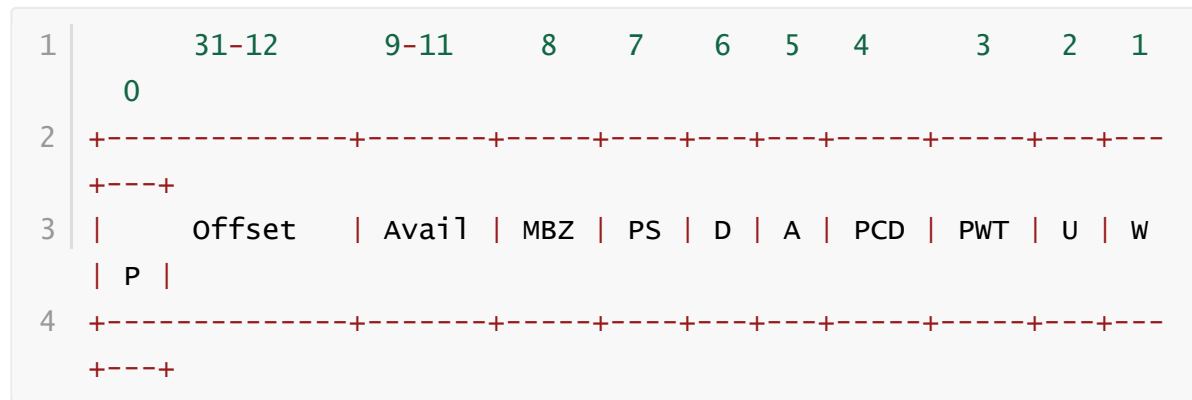 1 31-12 9-11 8 7 6 5 4 3 2 1
0
2 +--------------+-------+-----+----+---+---+-----+-----+---+---
+---+
3 | Offset | Avail | MBZ | PS | D | A | PCD | PWT | U | W
| P |
4 +--------------+-------+-----+----+---+---+-----+-----+---+---
+---+